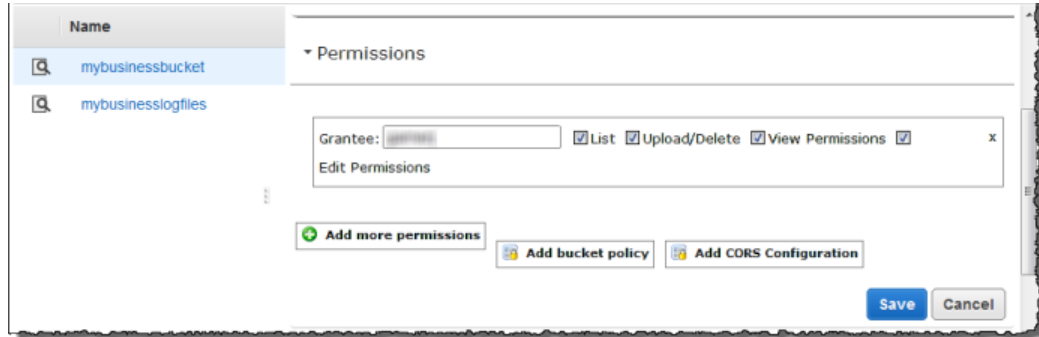 Name
mybusinessbucket
mybusinesslogfiles
Permissions
Grantee: List Upload/Delete View Permissions x
Edit Permissions
Add more permissions
Add bucket policy Add CORS Configuration
Save Cancel